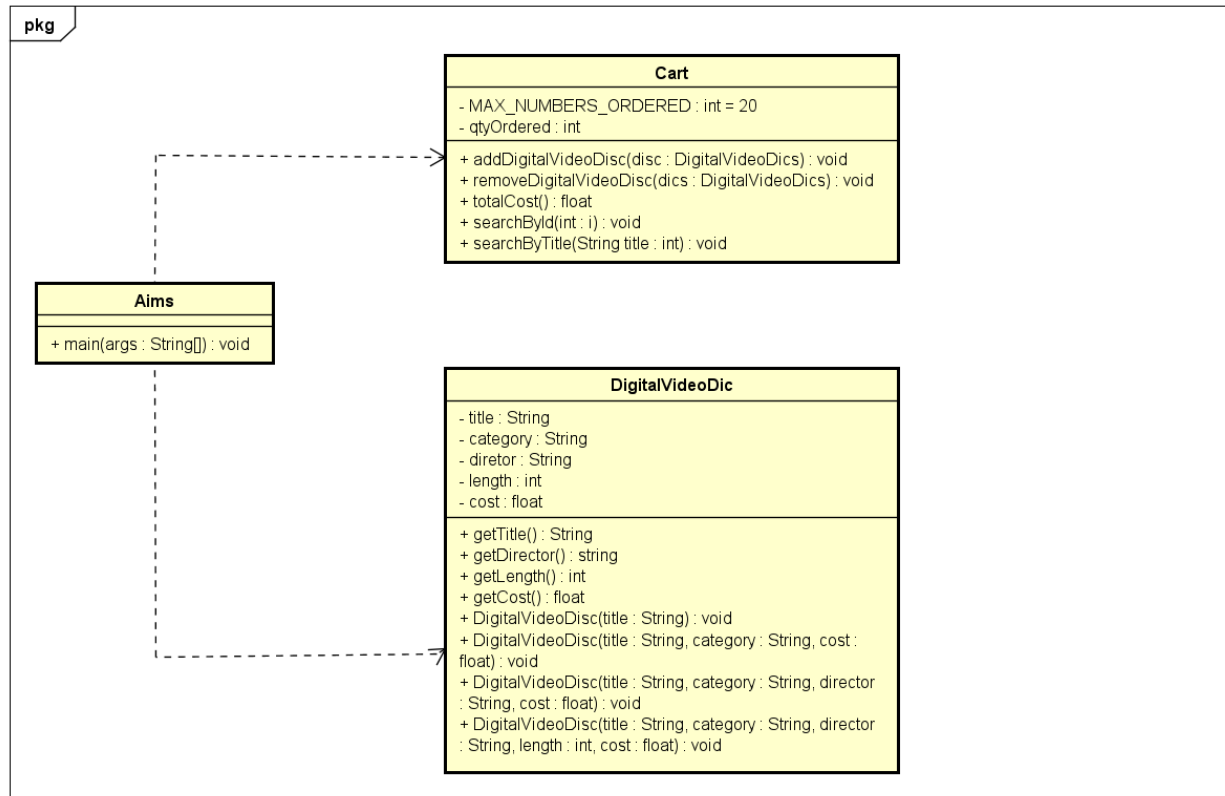 pkg
Cart
- MAX_NUMBERS_ORDERED : int = 20
- qtyOrdered : int
+ addDigitalVideoDisc(disc : DigitalVideoDics) : void
+ removeDigitalVideoDisc(dics : DigitalVideoDics) : void
+ totalCost() : float
+ searchById(int : i) : void
+ searchByTitle(String title : int) : void
Aims
+ main(args : String[]) : void
DigitalVideoDic
- title : String
- category : String
- diretor : String
- length : int
- cost : float
+ getTitle() : String
+ getDirector() : string
+ getLength() : int
+ getCost() : float
+ DigitalVideoDisc(title : String) : void
+ DigitalVideoDisc(title : String, category : String, cost :
float) : void
+ DigitalVideoDisc(title : String, category : String, director
: String, cost : float) : void
+ DigitalVideoDisc(title : String, category : String, director
: String, length : int, cost : float) : void